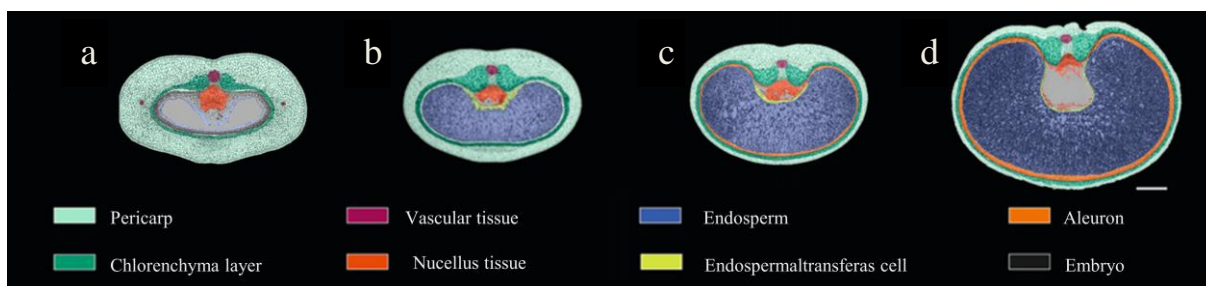 a b c d
Pericarp Vascular tissue Endosperm Aleuron
Chlorenchyma layer Nucellus tissue Endospermaltransferas cell Embryo